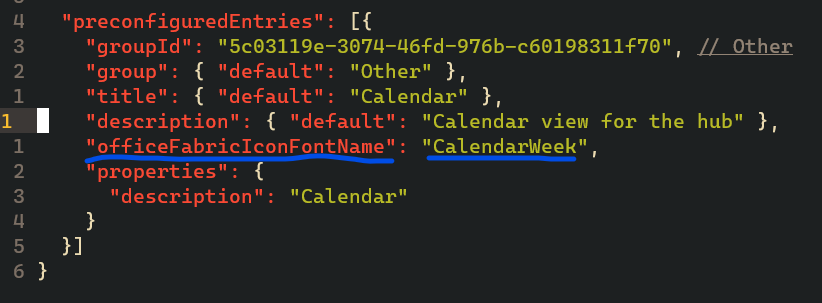 4 "preconfiguredEntries": [{
3 "groupId": "5c03119e-3074-46fd-976b-c60198311f70", // Other
2 "group": { "default": "Other" },
1 "title": { "default": "Calendar" },
1 "description": { "default": "Calendar view for the hub" },
1 "officeFabricIconFontName": "CalendarWeek",
2 "properties": {
3 "description": "Calendar"
4 }
5 }]
6 }